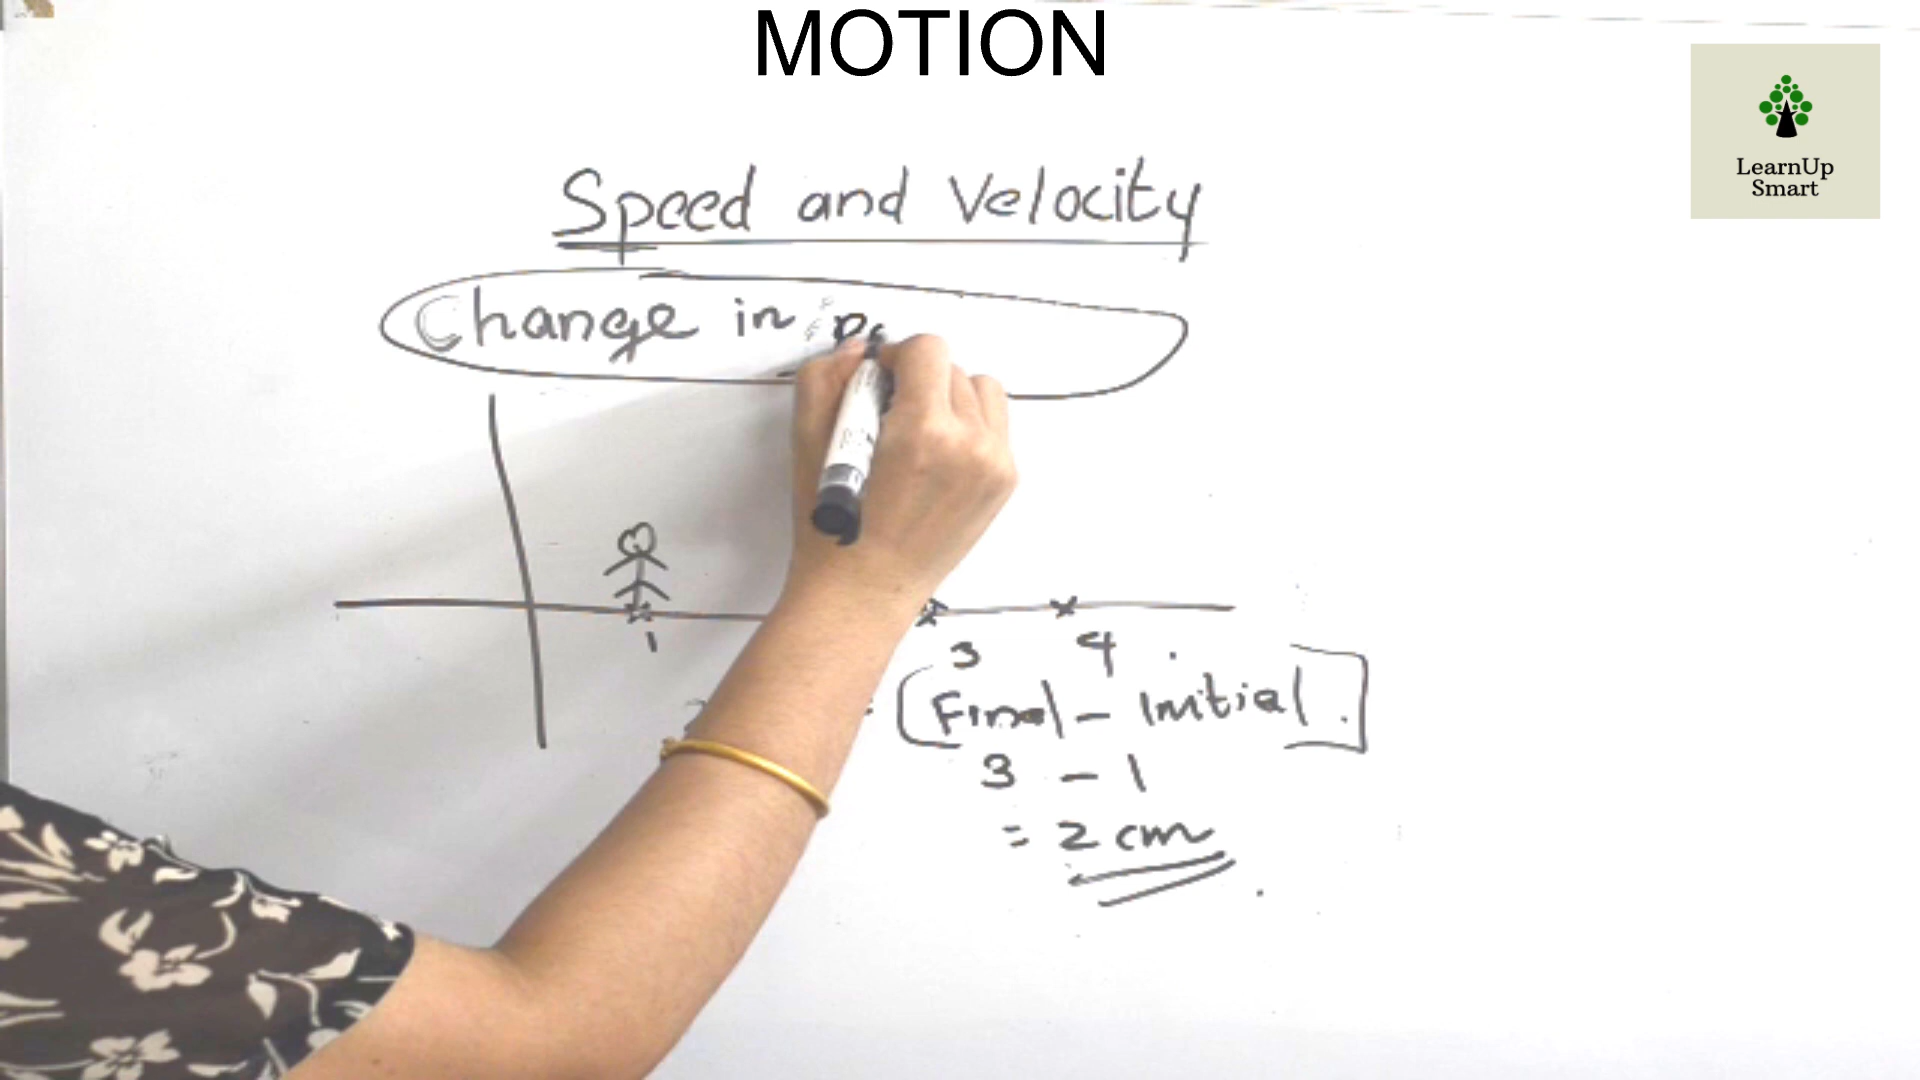 MOTION
LearnUp
Smart
Speed and Velocity
Change in
1
3 4 .
Final - Initial .
3 - 1
= 2 cm